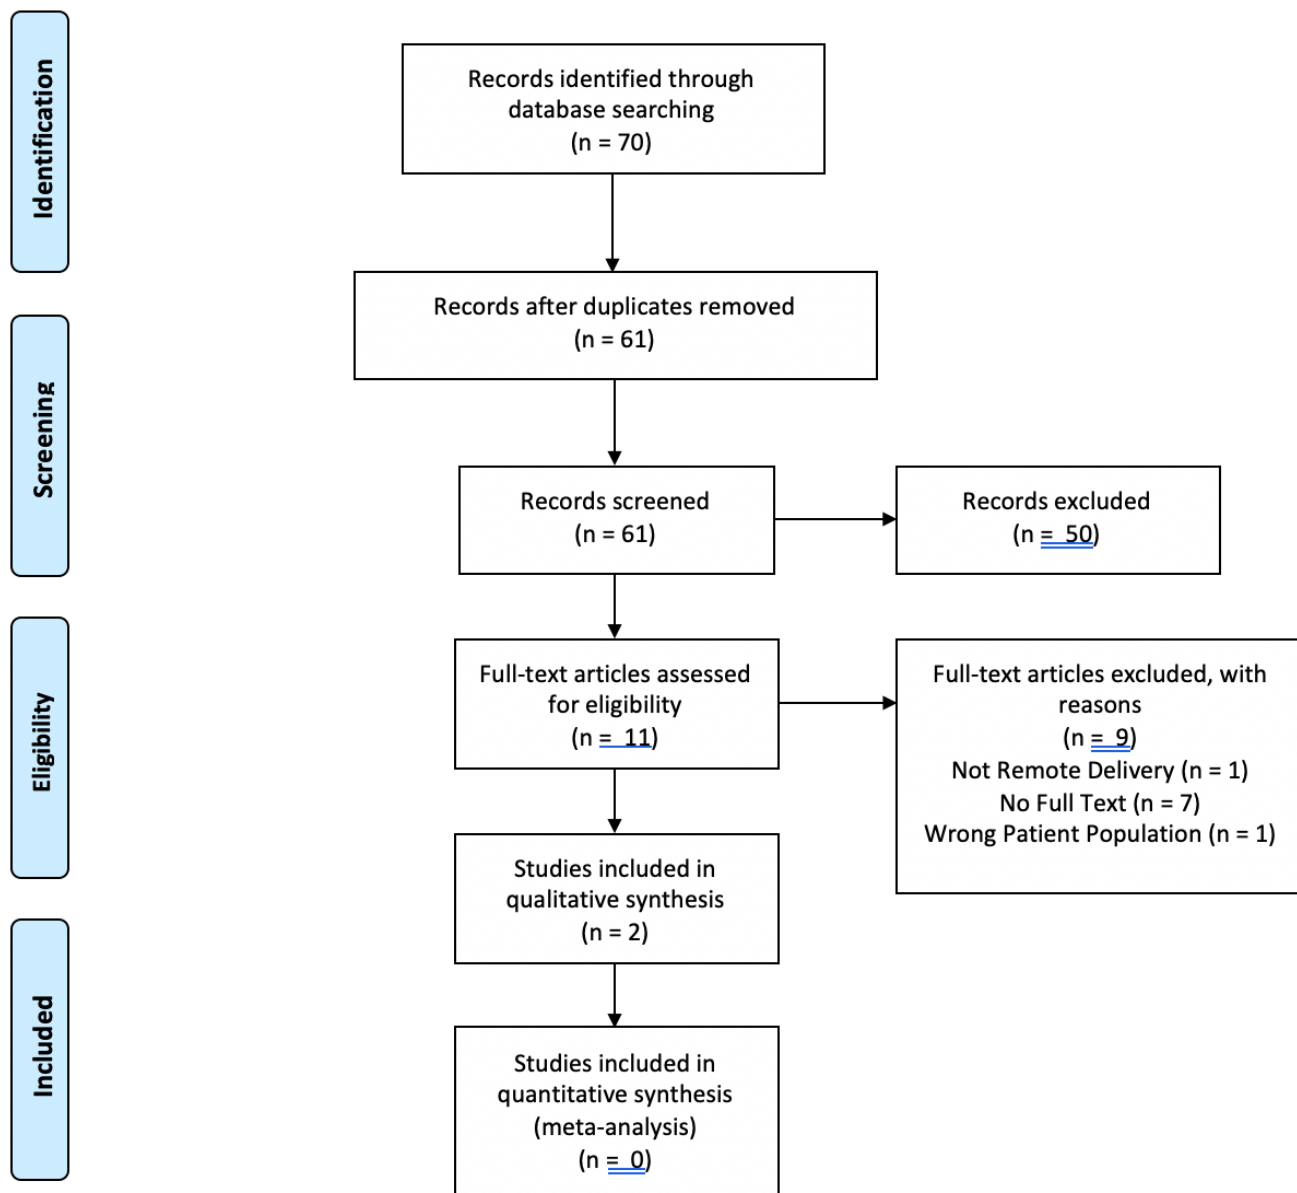 Identification
Records identified through
database searching
(n = 70)
Records after duplicates removed
(n = 61)
Screening
Records screened
(n = 61)
Records excluded
(n = 50)
Eligibility
Full-text articles assessed
for eligibility
(n = 11)
Full-text articles excluded, with
reasons
(n = 9)
Not Remote Delivery (n = 1)
No Full Text (n = 7)
Wrong Patient Population (n = 1)
Studies included in
qualitative synthesis
(n = 2)
Included
Studies included in
quantitative synthesis
(meta-analysis)
(n = 0)